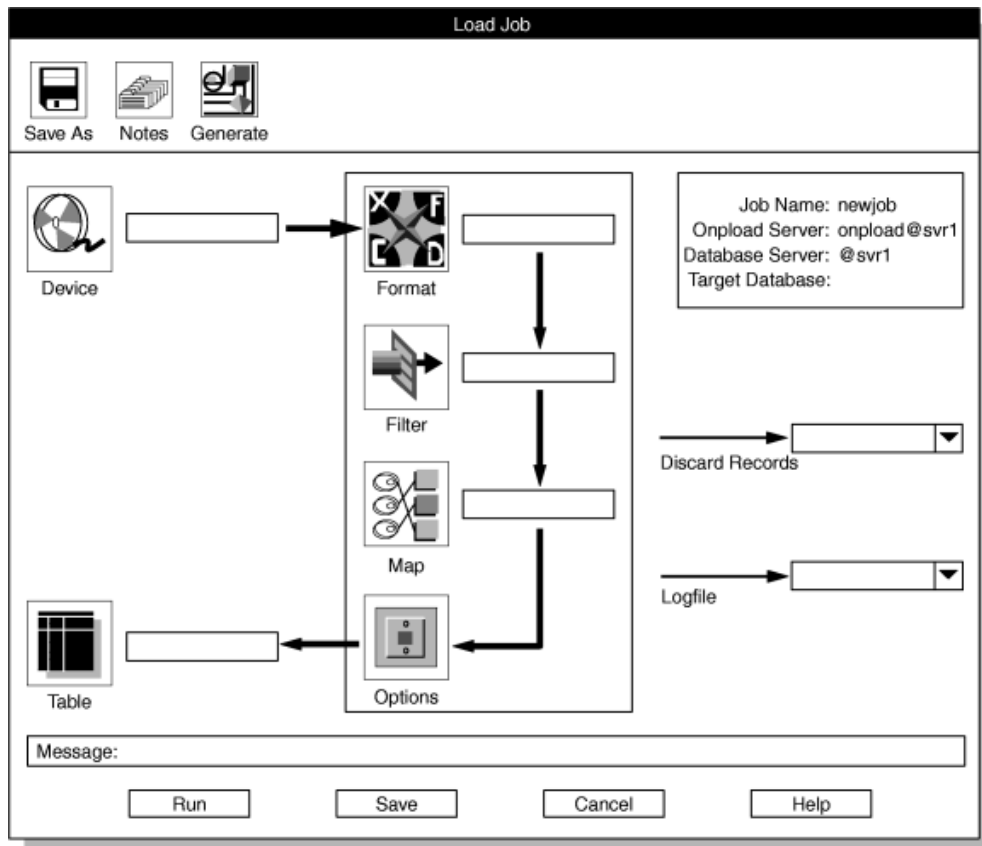 Load Job
Save As
Notes
Generate
Device
X F
C D
Format
Job Name: newjob
Onpload Server: onpload@svr1
Database Server: @svr1
Target Database:
Filter
Discard Records
Map
Logfile
Table
Options
Message:
Run
Save
Cancel
Help